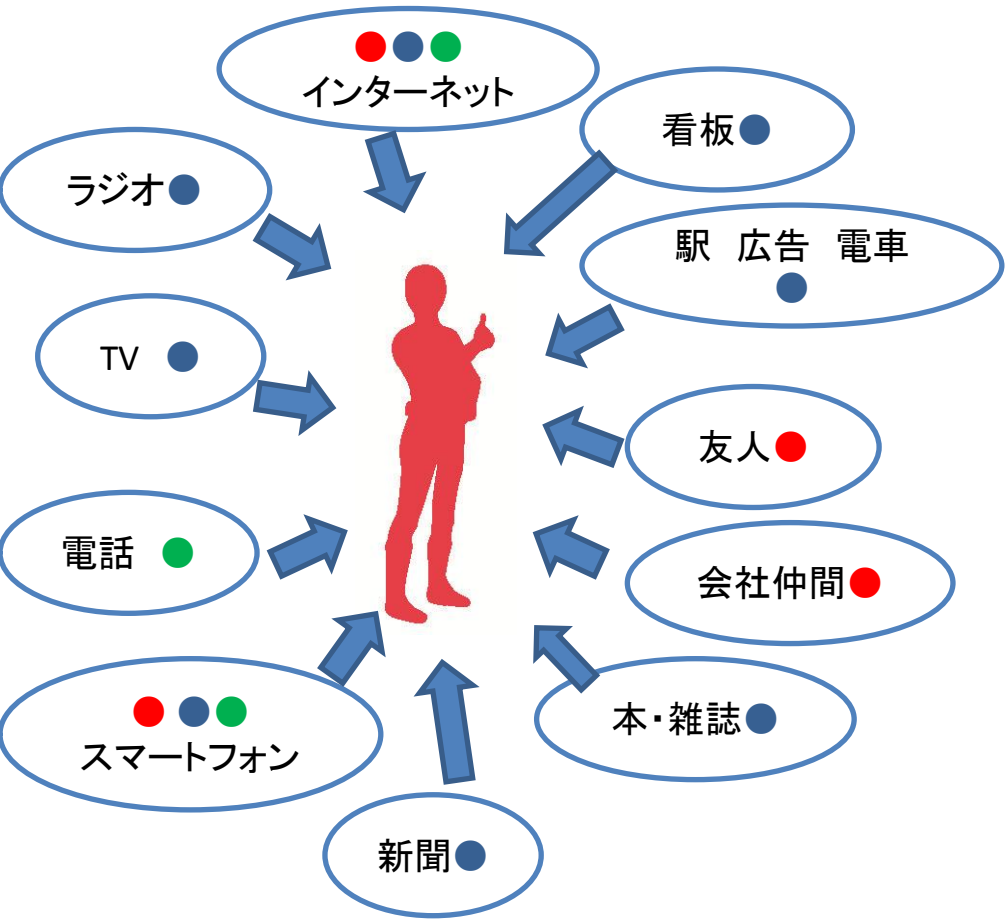 インターネット
看板
ラジオ
駅　広告　電車
TV
友人
電話
会社仲間
スマートフォン
本・雑誌
新聞